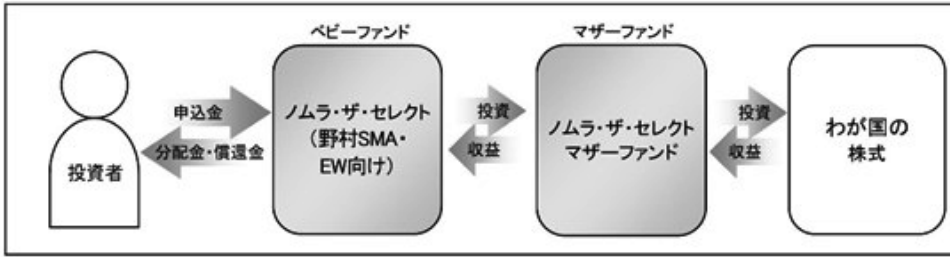 ベビーファンド
マザーファンド
申込金
分配金・償還金
投資者
ノムラ・ザ・セレクト
(野村SMA・
EW向け)
投資
収益
ノムラ・ザ・セレクト
マザーファンド
投資
収益
わが国の
株式